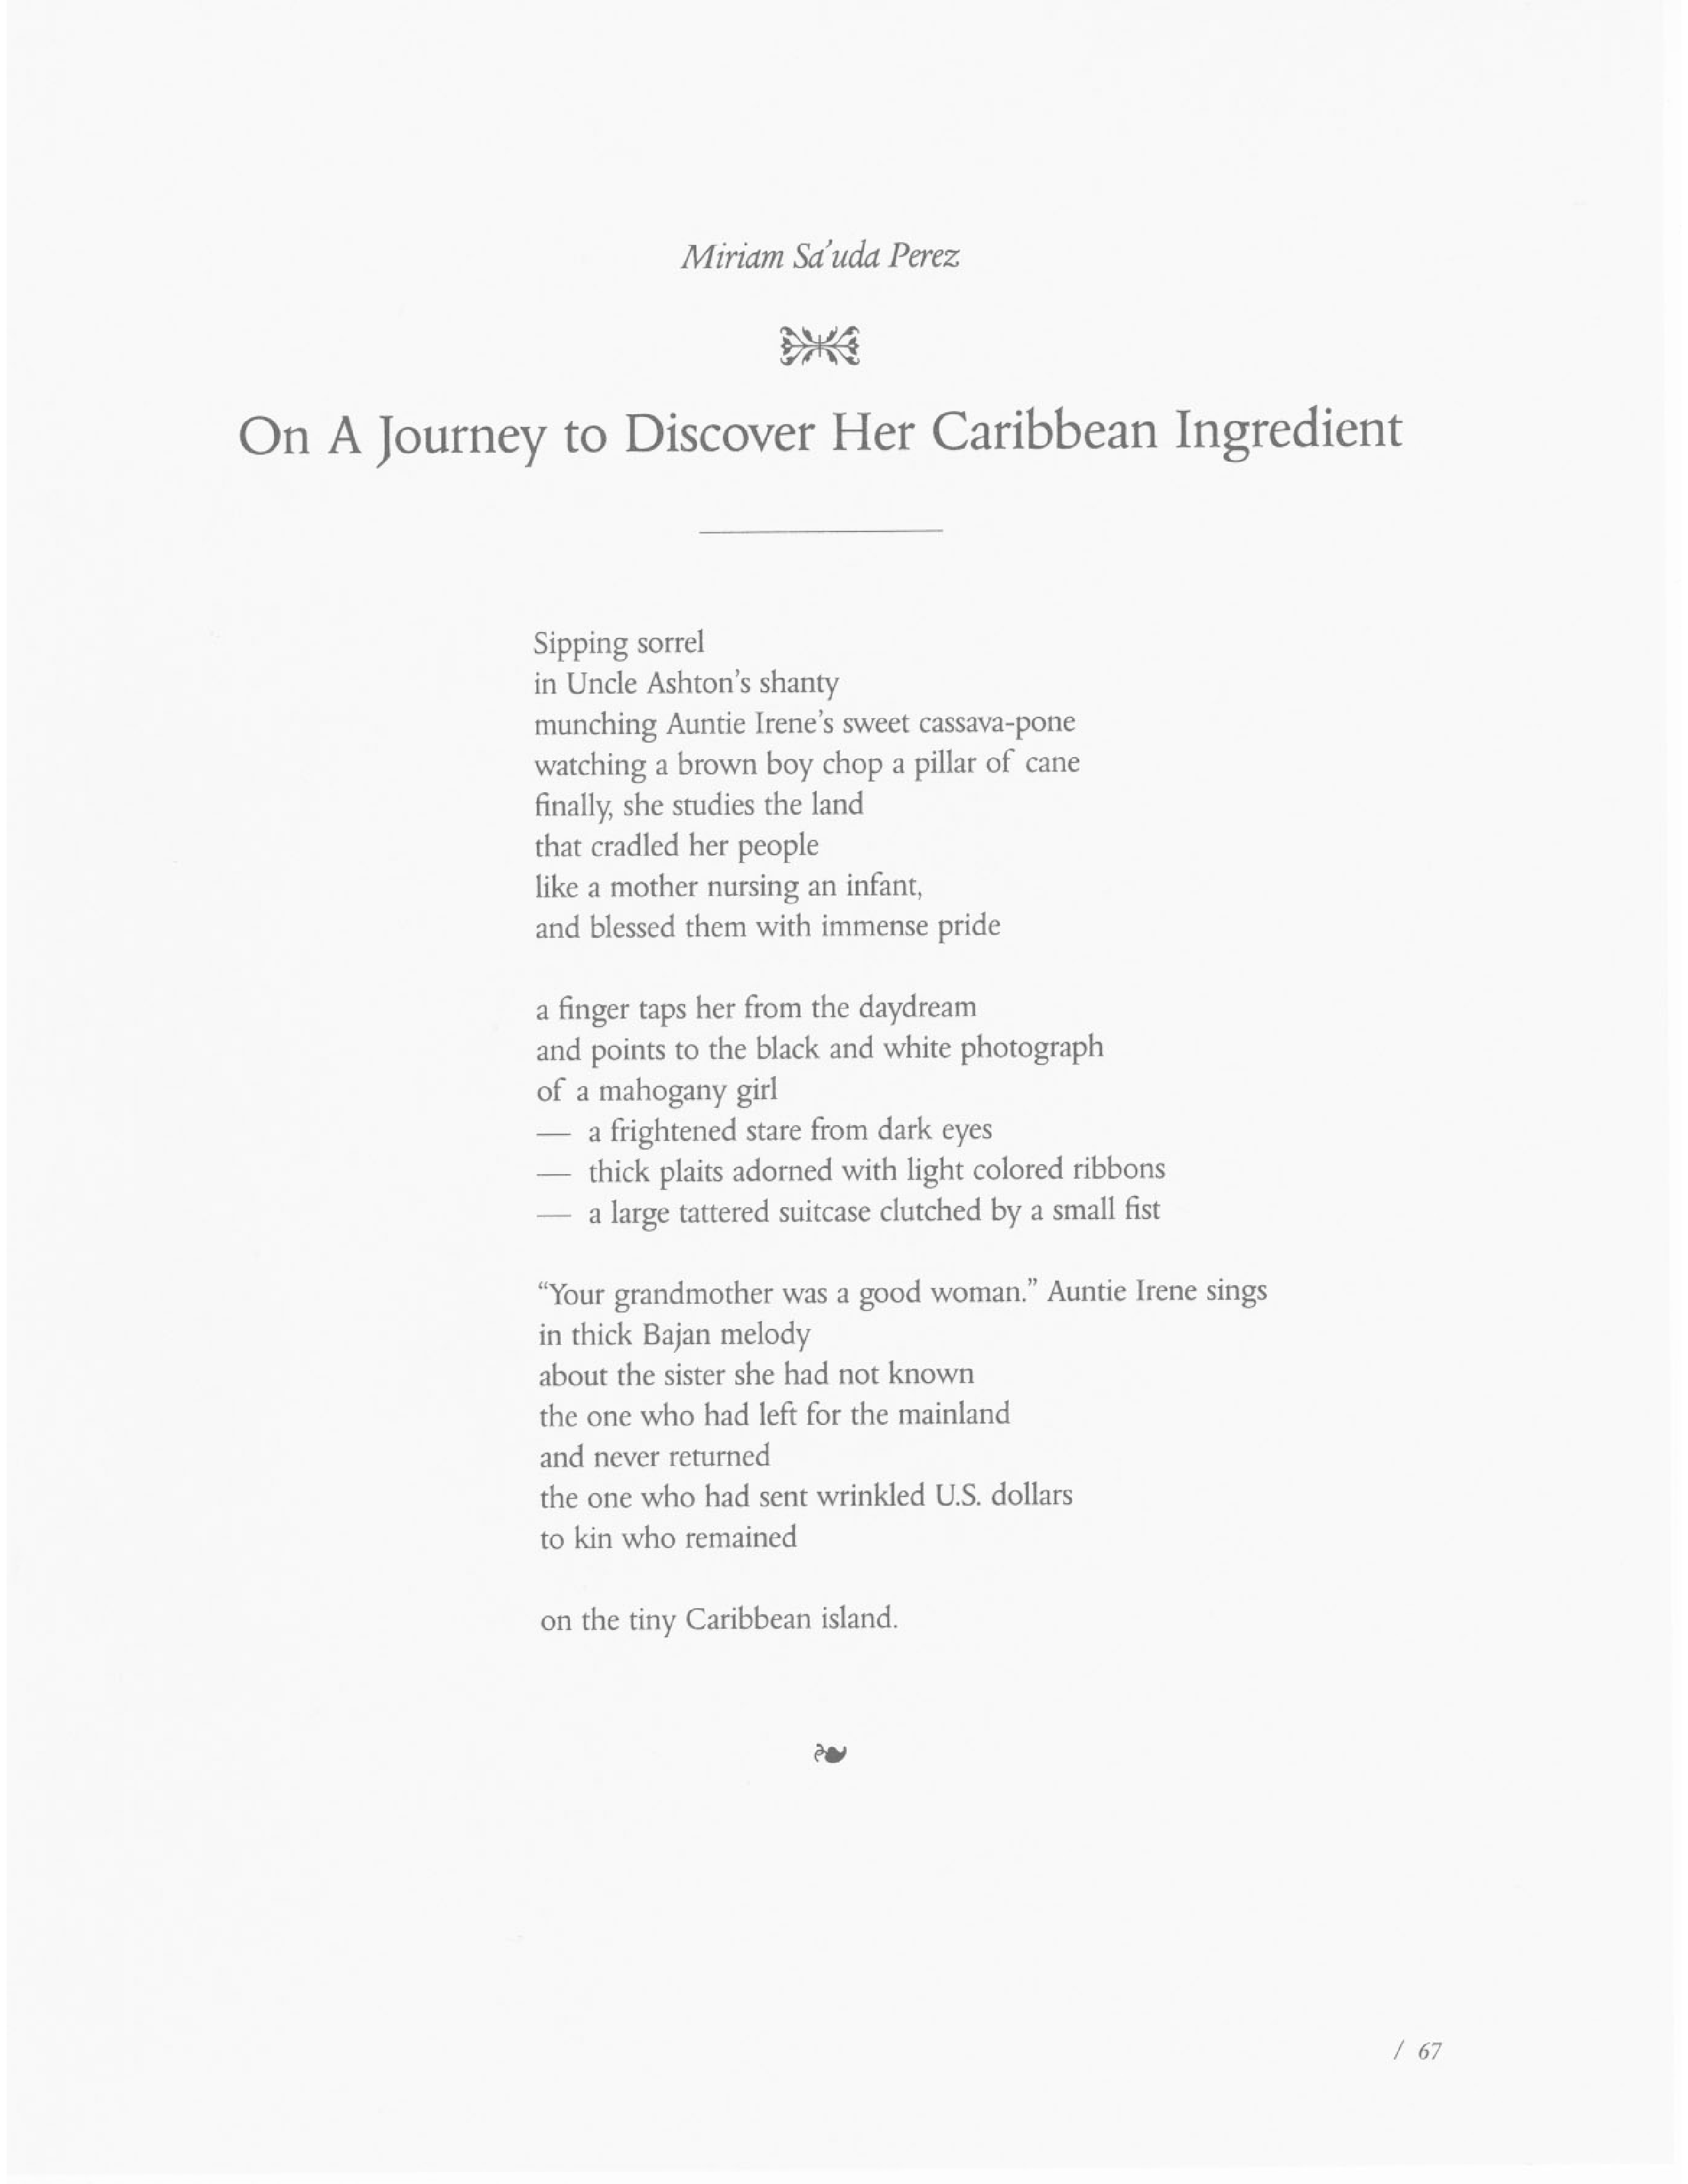 Miriam Sa'uda Perez
On A Journey to Discover Her Caribbean Ingredient
Sipping sorrel
in Uncle Ashton’s shanty
munching Auntie Irene’s sweet cassava-pone
watching a brown boy chop a pillar of cane
finally, she studies the land
that cradled her people
like a mother nursing an infant,
and blessed them with immense pride
a finger taps her from the daydream
and points to the black and white photograph
of a mahogany girl
— a frightened stare from dark eyes
— thick plaits adorned with light colored ribbons
— a large tattered suitcase clutched by a small fist
“Your grandmother was a good woman.” Auntie Irene sings
in thick Bajan melody
about the sister she had not known
the one who had left for the mainland
and never returned
the one who had sent wrinkled U.S. dollars
to kin who remained
on the tiny Caribbean island.
/ 67